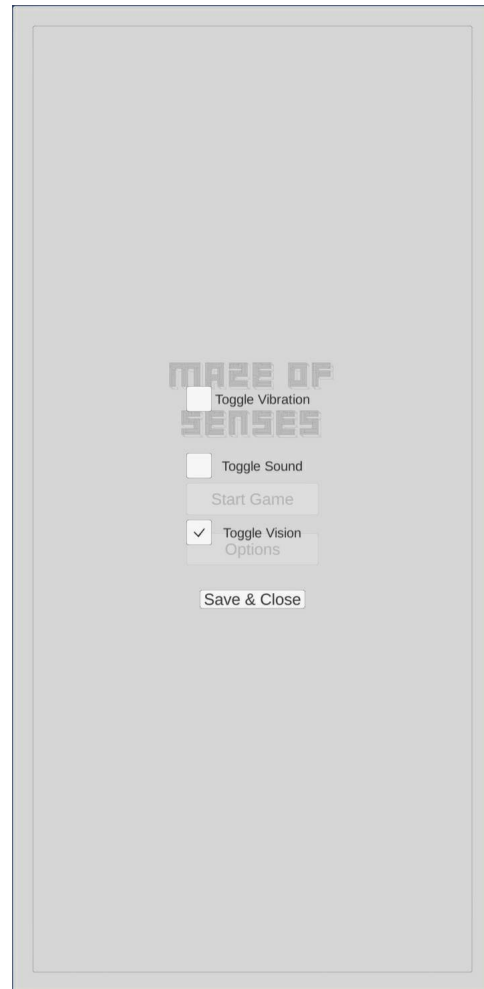 MAZE OF
Toggle Vibration
SENSES
Toggle Sound
Start Game
Toggle Vision
Options
Save & Close